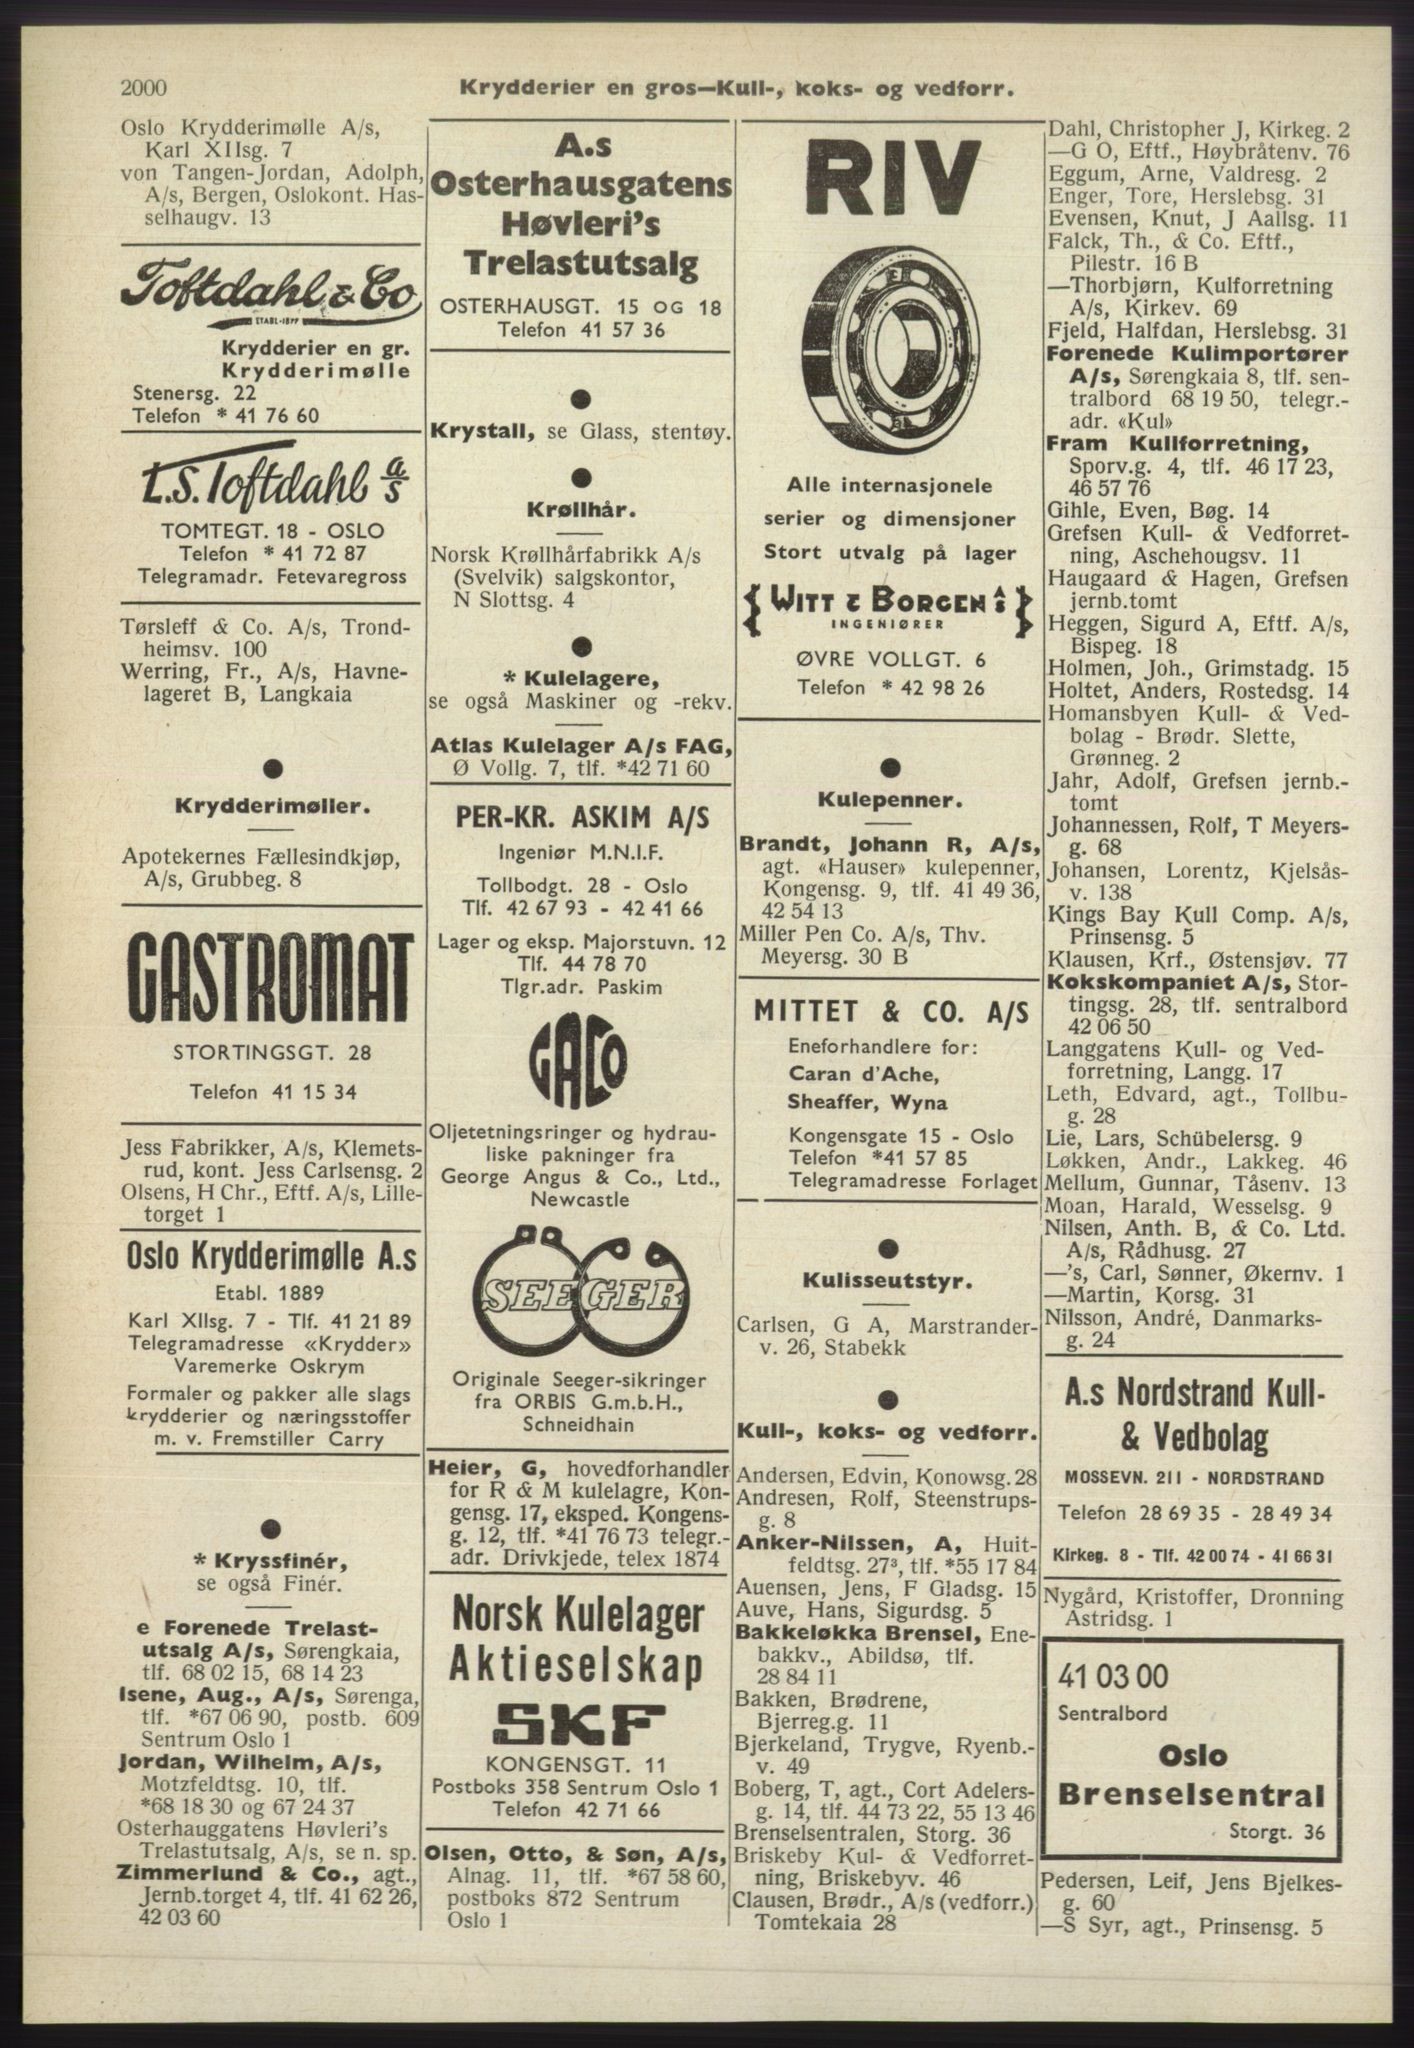 2000
Krydderier en gros—Kull-, koks- og vedforr.
Oslo Krydderimølle A/s,
Karl XIIsg. 7
von Tangen-Jordan, Adolph,
A/s, Bergen, Oslokont. Has-
selhaugv. 13
Toftdahl & Co
ETABL-1899
Krydderier en gr.
Krydderimølle
Stenersg. 22
Telefon * 41 76 60
L.S. Toftdahl a/s
TOMTEGT. 18 - OSLO
Telefon * 41 72 87
Telegramadr. Fetevaregross
Tørsleff & Co. A/s, Trond-
heimsv. 100
Werring, Fr., A/s, Havne-
lageret B, Langkaia
Krydderimøller.
Apotekernes Fællesindkjøp,
A/s, Grubbeg. 8
GASTROMAT
STORTINGSGT. 28
Telefon 41 15 34
Jess Fabrikker, A/s, Klemets-
rud, kont. Jess Carlsensg. 2
Olsens, H Chr., Eftf. A/s, Lille-
torget 1
Oslo Krydderimølle A.s
Etabl. 1889
Karl XIIsg. 7 - Tlf. 41 21 89
Telegramadresse «Krydder»
Varemerke Oskrym
Formaler og pakker alle slags
krydderier og næringsstoffer
m. v. Fremstiller Carry
* Kryssfinér,
se også Finér.
e Forenede Trelast-
utsalg A/s, Sørengkaia,
tlf. 68 02 15, 68 14 23
Isene, Aug., A/s, Sørenga,
tlf. *67 06 90, postb. 609
Sentrum Oslo 1
Jordan, Wilhelm, A/s,
Motzfeldtsg. 10, tlf.
*68 18 30 og 67 24 37
Osterhauggatens Høvleri's
Trelastutsalg, A/s, se n. sp.
Zimmerlund & Co., agt.,
Jernb.torget 4, tlf. 41 62 26,
42 03 60
A.s
Osterhausgatens
Høvleri's
Trelastutsalg
OSTERHAUSGT. 15 OG 18
Telefon 41 57 36
Krystall, se Glass, stentøy.
Krøllhår.
Norsk Krøllhårfabrikk A/s
(Svelvik) salgskontor,
N Slottsg. 4
* Kulelagere,
se også Maskiner og -rekv.
Atlas Kulelager A/s FAG,
Ø Vollg. 7, tlf. *42 71 60
PER-KR. ASKIM A/S
Ingeniør M.N.I.F.
Tollbodgt. 28 - Oslo
Tlf. 42 67 93 - 42 41 66
Lager og eksp. Majorstuvn. 12
Tlf. 44 78 70
Tlgr.adr. Paskim
GACO
Oljetetningsringer og hydrau-
liske pakninger fra
George Angus & Co., Ltd.,
Newcastle
SEEGER
Originale Seeger-sikringer
fra ORBIS G.m.b.H.,
Schneidhain
Heier, G, hovedforhandler
for R & M kulelagre, Kon-
gensg. 17, eksped. Kongens-
g. 12, tlf. *41 76 73 telegr.-
adr. Drivkjede, telex 1874
Norsk Kulelager
Aktieselskap
SKF
KONGENSGT. 11
Postboks 358 Sentrum Oslo 1
Telefon 42 71 66
Olsen, Otto, & Søn, A/s,
Alnag. 11, tlf. *67 58 60,
postboks 872 Sentrum
Oslo 1
RIV
Alle internasjonele
serier og dimensjoner
Stort utvalg på lager
WITT & BORGEN A/S
INGENIØRER
ØVRE VOLLGT. 6
Telefon * 42 98 26
Kulepenner.
Brandt, Johann R, A/s,
agt. «Hauser» kulepenner,
Kongensg. 9, tlf. 41 49 36,
42 54 13
Miller Pen Co. A/s, Thv.
Meyersg. 30 B
MITTET & CO. A/S
Eneforhandlere for:
Caran d'Ache,
Sheaffer, Wyna
Kongensgate 15 - Oslo
Telefon *41 57 85
Telegramadresse Forlaget
Kulisseutstyr.
Carlsen, G A, Marstrander-
v. 26, Stabekk
Kull-, koks- og vedforr.
Andersen, Edvin, Konowsg. 28
Andresen, Rolf, Steenstrups-
g. 8
Anker-Nilssen, A, Huit-
feldtsg. 27³, tlf. *55 17 84
Auensen, Jens, F Gladsg. 15
Auve, Hans, Sigurdsg. 5
Bakkeløkka Brensel, Ene-
bakkv., Abildsø, tlf.
28 84 11
Bakken, Brødrene,
Bjerreg.g. 11
Bjerkeland, Trygve, Ryenb.-
v. 49
Boberg, T, agt., Cort Adelers-
g. 14, tlf. 44 73 22, 55 13 46
Brenselsentralen, Storg. 36
Briskeby Kul- & Vedforret-
ning, Briskebyv. 46
Clausen, Brødr., A/s (vedforr.)
Tomtekaia 28
Dahl, Christopher J, Kirkeg. 2
—G O, Eftf., Høybråtenv. 76
Eggum, Arne, Valdresg. 2
Enger, Tore, Herslebsg. 31
Evensen, Knut, J Aallsg. 11
Falck, Th., & Co. Eftf.,
Pilestr. 16 B
—Thorbjørn, Kulforretning
A/s, Kirkev. 69
Fjeld, Halfdan, Herslebsg. 31
Forenede Kulimportører
A/s, Sørengkaia 8, tlf. sen-
tralbord 68 19 50, telegr.-
adr. «Kul»
Fram Kullforretning,
Sporv.g. 4, tlf. 46 17 23,
46 57 76
Gihle, Even, Bøg. 14
Grefsen Kull- & Vedforret-
ning, Aschehougsv. 11
Haugaard & Hagen, Grefsen
jernb.tomt
Heggen, Sigurd A, Eftf. A/s,
Bispeg. 18
Holmen, Joh., Grimstadg. 15
Holtet, Anders, Rostedsg. 14
Homansbyen Kull- & Ved-
bolag - Brødr. Slette,
Grønneg. 2
Jahr, Adolf, Grefsen jernb.-
tomt
Johannessen, Rolf, T Meyers-
g. 68
Johansen, Lorentz, Kjelsås-
v. 138
Kings Bay Kull Comp. A/s,
Prinsensg. 5
Klausen, Krf., Østensjøv. 77
Kokskompaniet A/s, Stor-
tingsg. 28, tlf. sentralbord
42 06 50
Langgatens Kull- og Ved-
forretning, Langg. 17
Leth, Edvard, agt., Tollbu-
g. 28
Lie, Lars, Schübelersg. 9
Løkken, Andr., Lakkeg. 46
Mellum, Gunnar, Tåsenv. 13
Moan, Harald, Wesselsg. 9
Nilsen, Anth. B, & Co. Ltd.
A/s, Rådhusg. 27
—'s, Carl, Sønner, Økernv. 1
—Martin, Korsg. 31
Nilsson, André, Danmarks-
g. 24
A.s Nordstrand Kull-
& Vedbolag
MOSSEVN. 211 - NORDSTRAND
Telefon 28 69 35 - 28 49 34
Kirkeg. 8 - Tlf. 42 00 74 - 41 66 31
Nygård, Kristoffer, Dronning
Astridsg. 1
41 03 00
Sentralbord
Oslo
Brenselsentral
Storgt. 36
Pedersen, Leif, Jens Bjelkes-
g. 60
—S Syr, agt., Prinsensg. 5